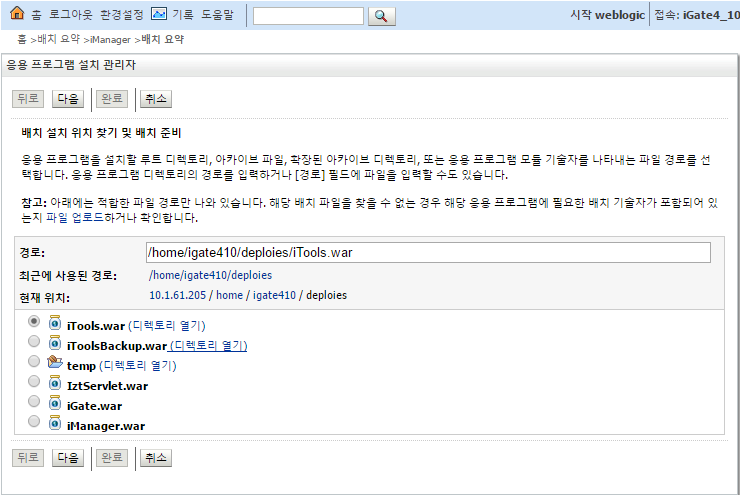 홈 로그아웃 환경설정 기록 도움말 시작 weblogic 접속: iGate4_10
홈 >배치 요약 >iManager >배치 요약
응용 프로그램 설치 관리자
뒤로 다음 완료 취소
배치 설치 위치 찾기 및 배치 준비
응용 프로그램을 설치할 루트 디렉토리, 아카이브 파일, 확장된 아카이브 디렉토리, 또는 응용 프로그램 모듈 기술자를 나타내는 파일 경로를 선
택합니다. 응용 프로그램 디렉토리의 경로를 입력하거나 [경로] 필드에 파일을 입력할 수도 있습니다.
참고: 아래에는 적합한 파일 경로만 나와 있습니다. 해당 배치 파일을 찾을 수 없는 경우 해당 응용 프로그램에 필요한 배치 기술자가 포함되어 있
는지 파일 업로드하거나 확인합니다.
경로: /home/igate410/deploies/iTools.war
최근에 사용된 경로: /home/igate410/deploies
현재 위치: 10.1.61.205 / home / igate410 / deploies
iTools.war (디렉토리 열기)
iToolsBackup.war (디렉토리 열기)
temp (디렉토리 열기)
IztServlet.war
iGate.war
iManager.war
뒤로 다음 완료 취소